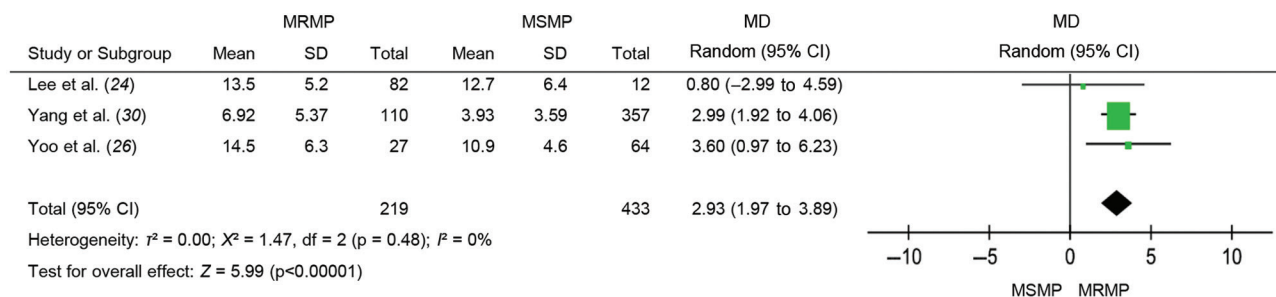 MRMP MSMP MD MD
Study or Subgroup Mean SD Total Mean SD Total Random (95% CI) Random (95% CI)
Lee et al. (24) 13.5 5.2 82 12.7 6.4 12 0.80 (−2.99 to 4.59)
Yang et al. (30) 6.92 5.37 110 3.93 3.59 357 2.99 (1.92 to 4.06)
Yoo et al. (26) 14.5 6.3 27 10.9 4.6 64 3.60 (0.97 to 6.23)
Total (95% CI) 219 433 2.93 (1.97 to 3.89)
Heterogeneity: τ² = 0.00; X² = 1.47, df = 2 (p = 0.48); I² = 0%
Test for overall effect: Z = 5.99 (p<0.00001)
−10 −5 0 5 10
MSMP MRMP